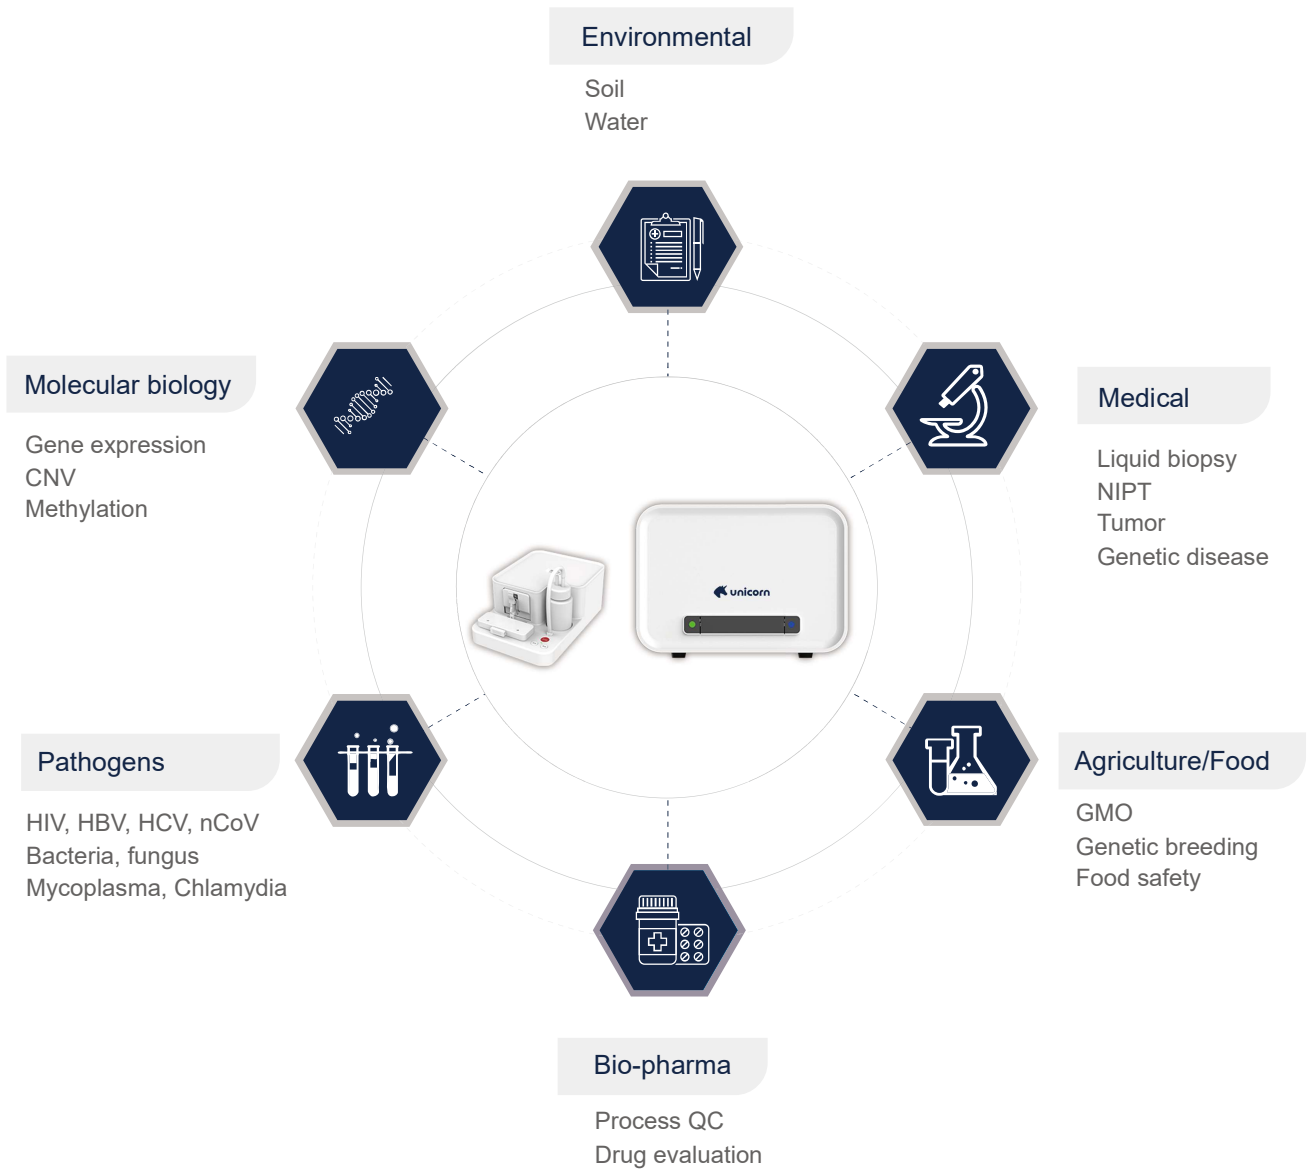 Environmental
Soil
Water
Molecular biology
Gene expression
CNV
Methylation
Medical
Liquid biopsy
NIPT
Tumor
Genetic disease
unicorn
Pathogens
HIV, HBV, HCV, nCoV
Bacteria, fungus
Mycoplasma, Chlamydia
Agriculture/Food
GMO
Genetic breeding
Food safety
Bio-pharma
Process QC
Drug evaluation